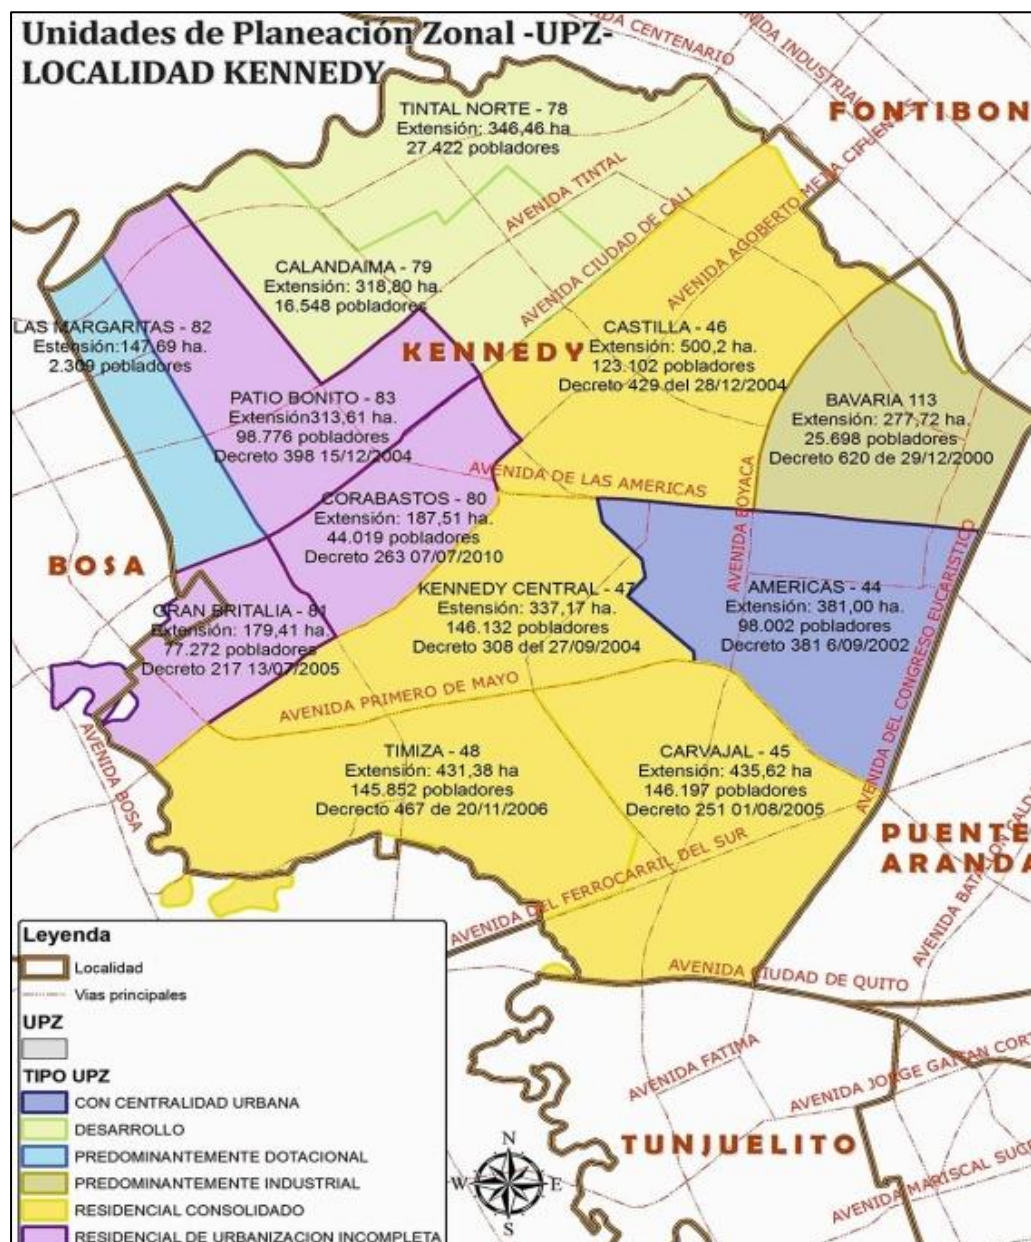 Unidades de Planeación Zonal -UPZ-
LOCALIDAD KENNEDY
AVENIDA CENTENARIO
AVENIDA INDUSTRIAL
FONTIBON
TINTAL NORTE - 78
Extensión: 346,46 ha
27.422 pobladores
AVENIDA TINTAL
AVENIDA CIUDAD DE CALI
AVENIDA AGOBERTO MEJIA CIFUENTES
CALANDAIMA - 79
Extensión: 318,80 ha.
16.548 pobladores
LAS MARGARITAS - 82
Estensión:147,69 ha.
2.309 pobladores
KENNEDY
CASTILLA - 46
Extensión: 500,2 ha.
123.102 pobladores
Decreto 429 del 28/12/2004
PATIO BONITO - 83
Extensión313,61 ha.
98.776 pobladores
Decreto 398 15/12/2004
BAVARIA 113
Extensión: 277,72 ha.
25.698 pobladores
Decreto 620 de 29/12/2000
AVENIDA DE LAS AMERICAS
AVENIDA BOYACA
CORABASTOS - 80
Extensión: 187,51 ha.
44.019 pobladores
Decreto 263 07/07/2010
BOSA
KENNEDY CENTRAL - 47
Estensión: 337,17 ha.
146.132 pobladores
Decreto 308 del 27/09/2004
AMERICAS - 44
Extensión: 381,00 ha.
98.002 pobladores
Decreto 381 6/09/2002
AVENIDA DEL CONGRESO EUCARISTICO
GRAN BRITALIA - 81
Extensión: 179,41 ha.
77.272 pobladores
Decreto 217 13/07/2005
AVENIDA PRIMERO DE MAYO
AVENIDA BOSA
TIMIZA - 48
Extensión: 431,38 ha
145.852 pobladores
Decrecto 467 de 20/11/2006
CARVAJAL - 45
Extensión: 435,62 ha
146.197 pobladores
Decreto 251 01/08/2005
PUENTE
ARANDA
AVENIDA BATALLON CALD
AVENIDA DEL FERROCARRIL DEL SUR
AVENIDA CIUDAD DE QUITO
AVENIDA FATIMA
AVENIDA JORGE GAITAN CORT
TUNJUELITO
AVENIDA MARISCAL SUCR
Leyenda
Localidad
Vias principales
UPZ
TIPO UPZ
CON CENTRALIDAD URBANA
DESARROLLO
PREDOMINANTEMENTE DOTACIONAL
PREDOMINANTEMENTE INDUSTRIAL
RESIDENCIAL CONSOLIDADO
RESIDENCIAL DE URBANIZACION INCOMPLETA
N
W
E
S